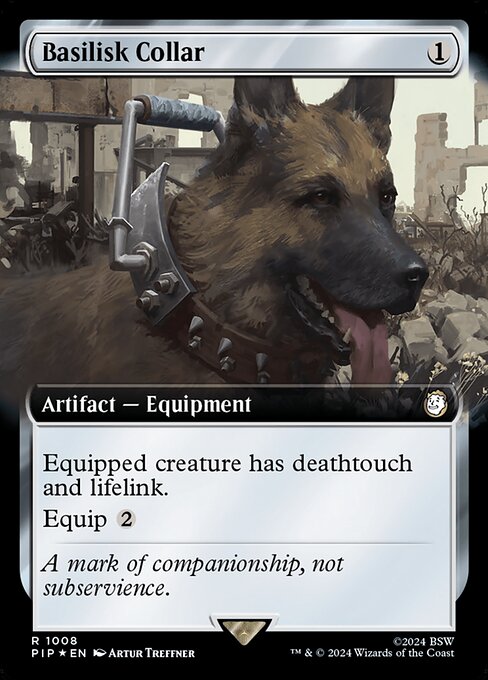 Basilisk Collar 1
Artifact — Equipment
Equipped creature has deathtouch
and lifelink.
Equip 2
A mark of companionship, not
subservience.
R 1008
PIP★EN Artur Treffner
©2024 BSW
™ & © 2024 Wizards of the Coast